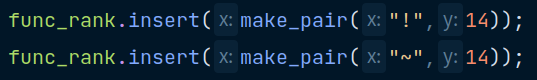 func_rank.insert(x:make_pair(x:"!",y:14));
func_rank.insert(x:make_pair(x:"~",y:14));